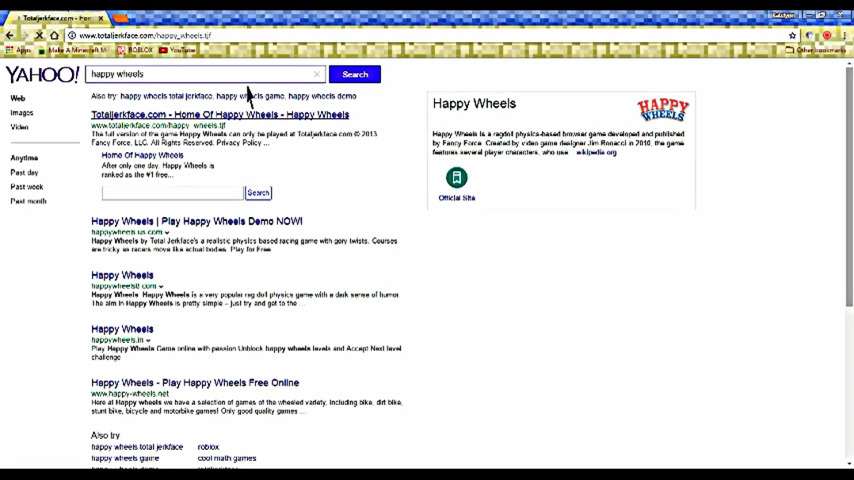 Totaljerkface.com - Home
www.totaljerkface.com/happy_wheels.tjf
Apps
Make A Minecraft M
ROBLOX
YouTube
Other bookmarks
YAHOO!
happy wheels
Search
Also try: happy wheels total jerkface, happy wheels game, happy wheels demo
Web
Images
Video
Anytime
Past day
Past week
Past month
Totaljerkface.com - Home Of Happy Wheels - Happy Wheels
www.totaljerkface.com/happy_wheels.tjf
The full version of the game Happy Wheels can only be played at Totaljerkface.com © 2013
Fancy Force, LLC. All Rights Reserved. Privacy Policy ...
Home Of Happy Wheels
After only one day, Happy Wheels is
ranked as the #1 free...
Search
Happy Wheels | Play Happy Wheels Demo NOW!
happywheels.us.com
Happy Wheels by Total Jerkface's a realistic physics based racing game with gory twists. Courses
are tricky as racers move like actual bodies. Play for Free.
Happy Wheels
happywheels8.com
Happy Wheels. Happy Wheels is a very popular rag doll physics game with a dark sense of humor.
The aim in Happy Wheels is pretty simple – just try and get to the ...
Happy Wheels
happywheels.in
Play Happy Wheels Game online with passion Unblock happy wheels levels and Accept Next level
challenge
Happy Wheels - Play Happy Wheels Free Online
www.happy-wheels.net
Here at Happy wheels we have a selection of games of the wheeled variety, including bike, dirt bike,
stunt bike, bicycle and motorbike games! Only good quality games ...
Also try
happy wheels total jerkface
roblox
happy wheels game
cool math games
Happy Wheels
HAPPY
WHEELS
Happy Wheels is a ragdoll physics-based browser game developed and published
by Fancy Force. Created by video game designer Jim Bonacci in 2010, the game
features several player characters, who use ... wikipedia.org
Official Site